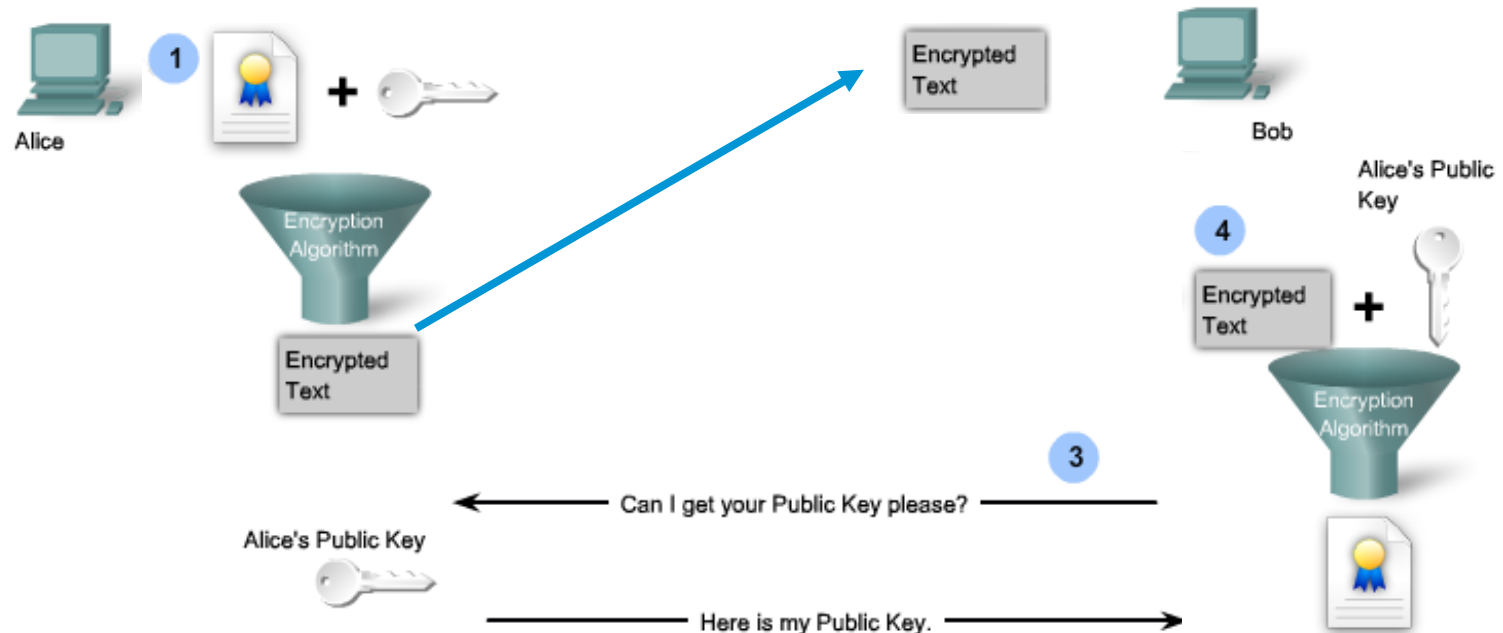 1
Alice
Encryption
Algorithm
Encrypted
Text
Encrypted
Text
Bob
Alice's Public
Key
4
Encrypted
Text
Encryption
Algorithm
3
Can I get your Public Key please?
Alice's Public Key
Here is my Public Key.